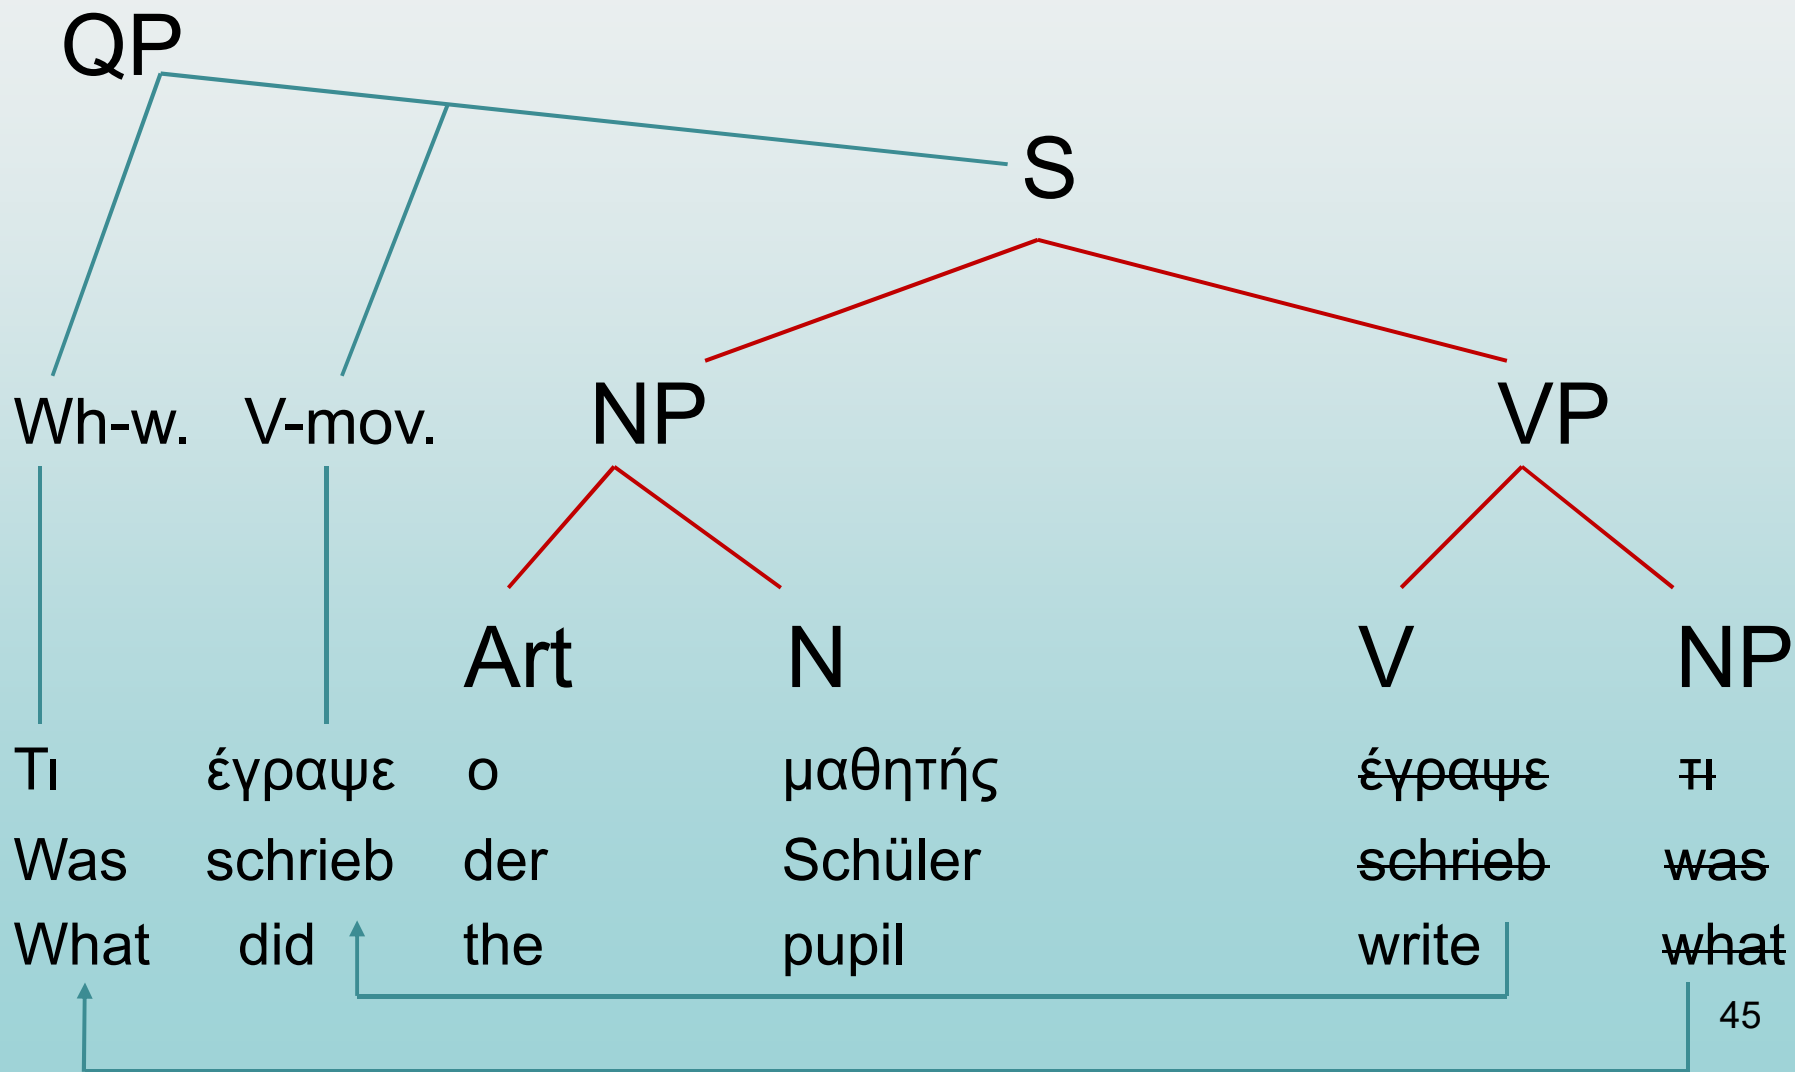 QP
S
Wh-w. V-mov. NP VP
Art N V NP
Τι έγραψε ο μαθητής έγραψε τι
Was schrieb der Schüler schrieb was
What did the pupil write what
45